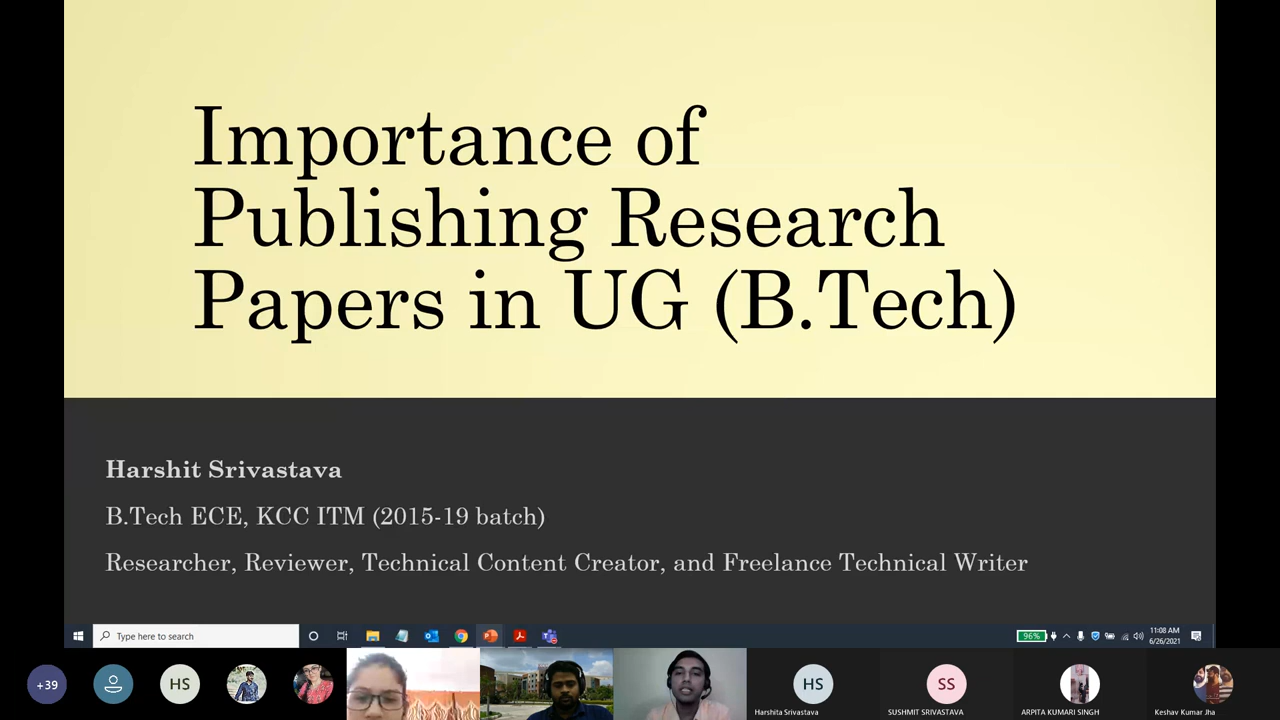 Importance of
Publishing Research
Papers in UG (B.Tech)
Harshit Srivastava
B.Tech ECE, KCC ITM (2015-19 batch)
Researcher, Reviewer, Technical Content Creator, and Freelance Technical Writer
Type here to search
96%
11:08 AM
6/26/2021
+39
HS
HS
SS
Harshita Srivastava
SUSHMIT SRIVASTAVA
ARPITA KUMARI SINGH
Keshav Kumar Jha